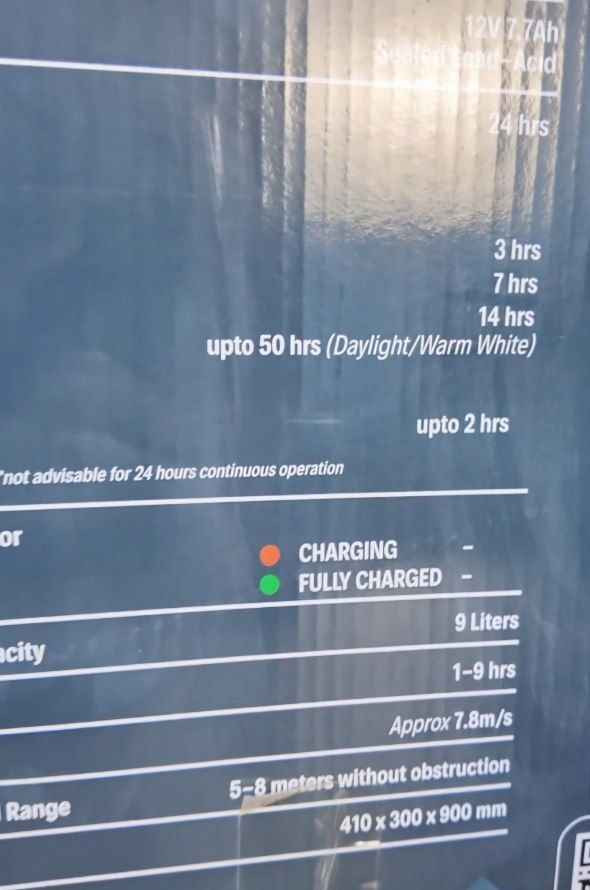 12V 7.7Ah
Sealed Lead-Acid
24 hrs
3 hrs
7 hrs
14 hrs
upto 50 hrs (Daylight/Warm White)
upto 2 hrs
*not advisable for 24 hours continuous operation
or
CHARGING –
FULLY CHARGED –
9 Liters
acity
1–9 hrs
Approx 7.8m/s
5–8 meters without obstruction
Range
410 x 300 x 900 mm